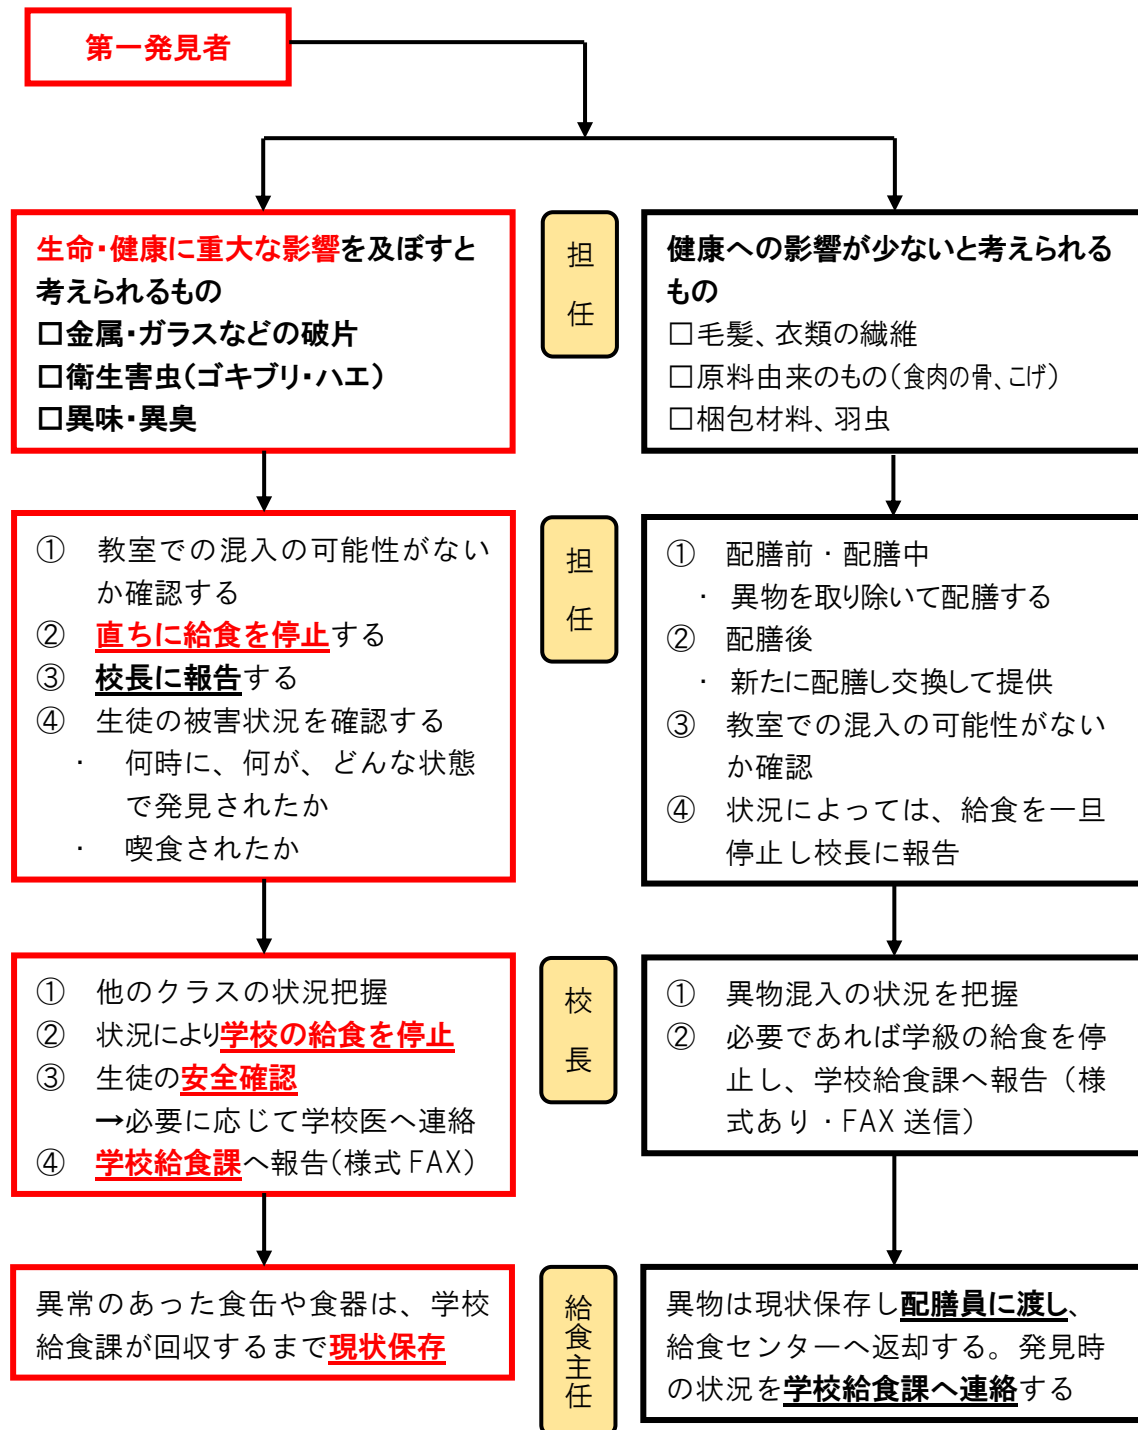 第一発見者
生命・健康に重大な影響を及ぼすと
考えられるもの
□金属・ガラスなどの破片
□衛生害虫(ゴキブリ・ハエ)
□異味・異臭
担
任
健康への影響が少ないと考えられる
もの
□毛髪、衣類の繊維
□原料由来のもの(食肉の骨、こげ)
□梱包材料、羽虫
① 教室での混入の可能性がない
か確認する
② 直ちに給食を停止する
③ 校長に報告する
④ 生徒の被害状況を確認する
・ 何時に、何が、どんな状態
で発見されたか
・ 喫食されたか
担
任
① 配膳前・配膳中
・ 異物を取り除いて配膳する
② 配膳後
・ 新たに配膳し交換して提供
③ 教室での混入の可能性がない
か確認
④ 状況によっては、給食を一旦
停止し校長に報告
① 他のクラスの状況把握
② 状況により学校の給食を停止
③ 生徒の安全確認
→必要に応じて学校医へ連絡
④ 学校給食課へ報告(様式FAX)
校
長
① 異物混入の状況を把握
② 必要であれば学級の給食を停
止し、学校給食課へ報告(様
式あり・FAX送信)
異常のあった食缶や食器は、学校
給食課が回収するまで現状保存
給
食
主
任
異物は現状保存し配膳員に渡し、
給食センターへ返却する。発見時
の状況を学校給食課へ連絡する